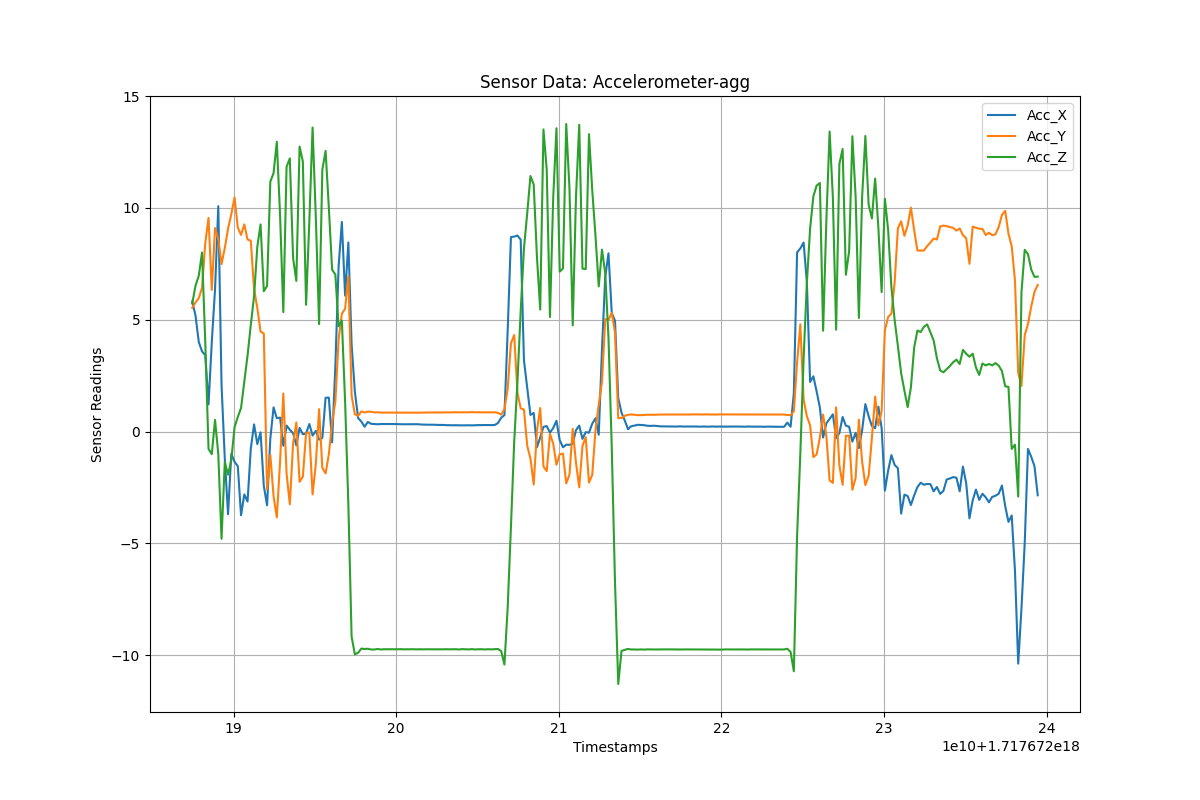 Sensor Data: Accelerometer-agg
Acc_X
Acc_Y
Acc_Z
15
10
5
0
−5
−10
Sensor Readings
19
20
21
22
23
24
Timestamps
1e10+1.717672e18